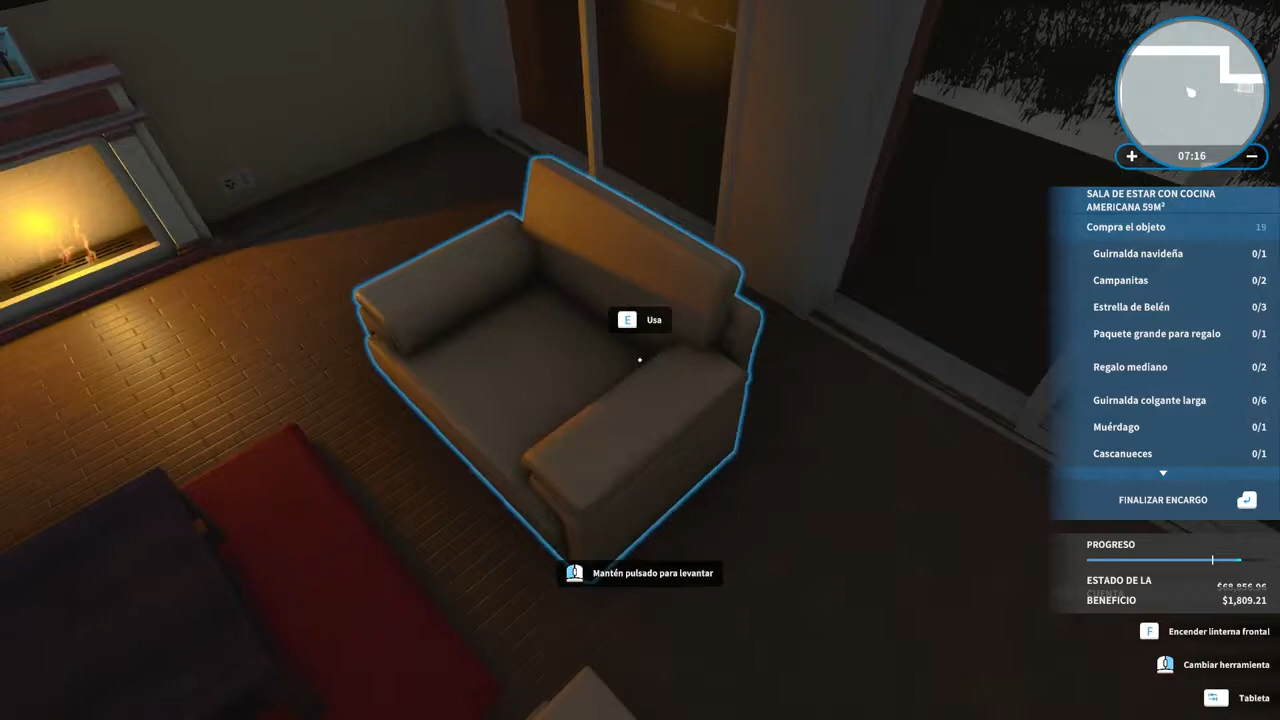 07:16
SALA DE ESTAR CON COCINA
AMERICANA 59M²
Compra el objeto 19
Guirnalda navideña 0/1
Campanitas 0/2
Estrella de Belén 0/3
Paquete grande para regalo 0/1
Regalo mediano 0/2
Guirnalda colgante larga 0/6
Muérdago 0/1
Cascanueces 0/1
FINALIZAR ENCARGO
E Usa
Mantén pulsado para levantar
PROGRESO
ESTADO DE LA
CUENTA
BENEFICIO $1,809.21
F Encender linterna frontal
Cambiar herramienta
Tableta